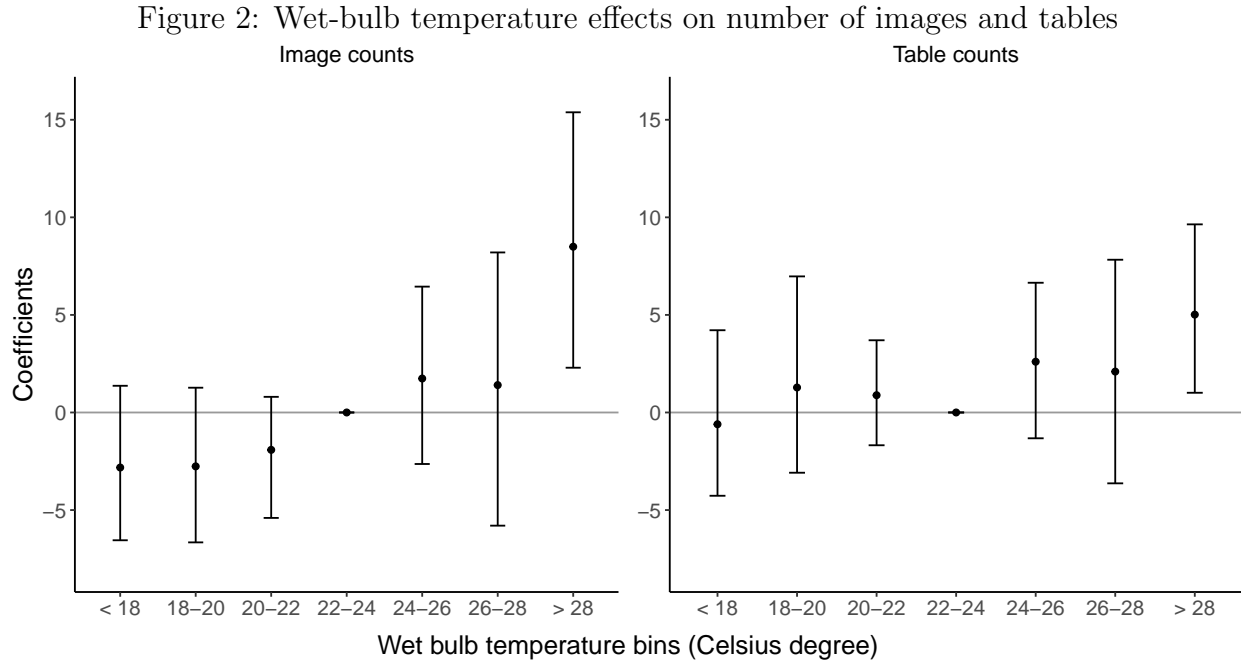 Figure 2: Wet-bulb temperature effects on number of images and tables
Image counts
Table counts
Coefficients
15
10
5
0
−5
< 18 18−20 20−22 22−24 24−26 26−28 > 28
15
10
5
0
−5
< 18 18−20 20−22 22−24 24−26 26−28 > 28
Wet bulb temperature bins (Celsius degree)